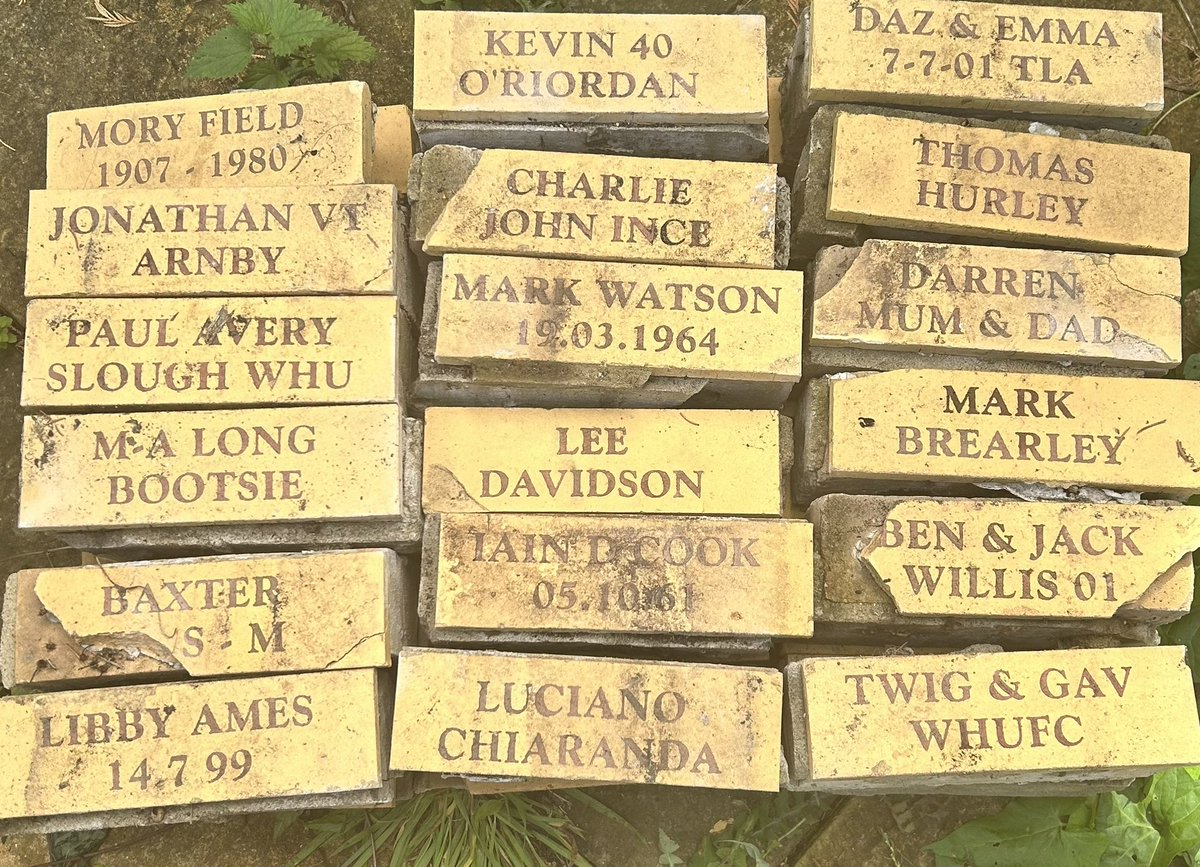 MORY FIELD
1907 - 1980
JONATHAN VT
ARNBY
PAUL AVERY
SLOUGH WHU
M-A LONG
BOOTSIE
BAXTER
S - M
LIBBY AMES
14.7 99
KEVIN 40
O'RIORDAN
CHARLIE
JOHN INCE
MARK WATSON
19.03.1964
LEE
DAVIDSON
IAIN D COOK
05.10.61
LUCIANO
CHIARANDA
DAZ & EMMA
7-7-01 TLA
THOMAS
HURLEY
DARREN
MUM & DAD
MARK
BREARLEY
BEN & JACK
WILLIS 01
TWIG & GAV
WHUFC